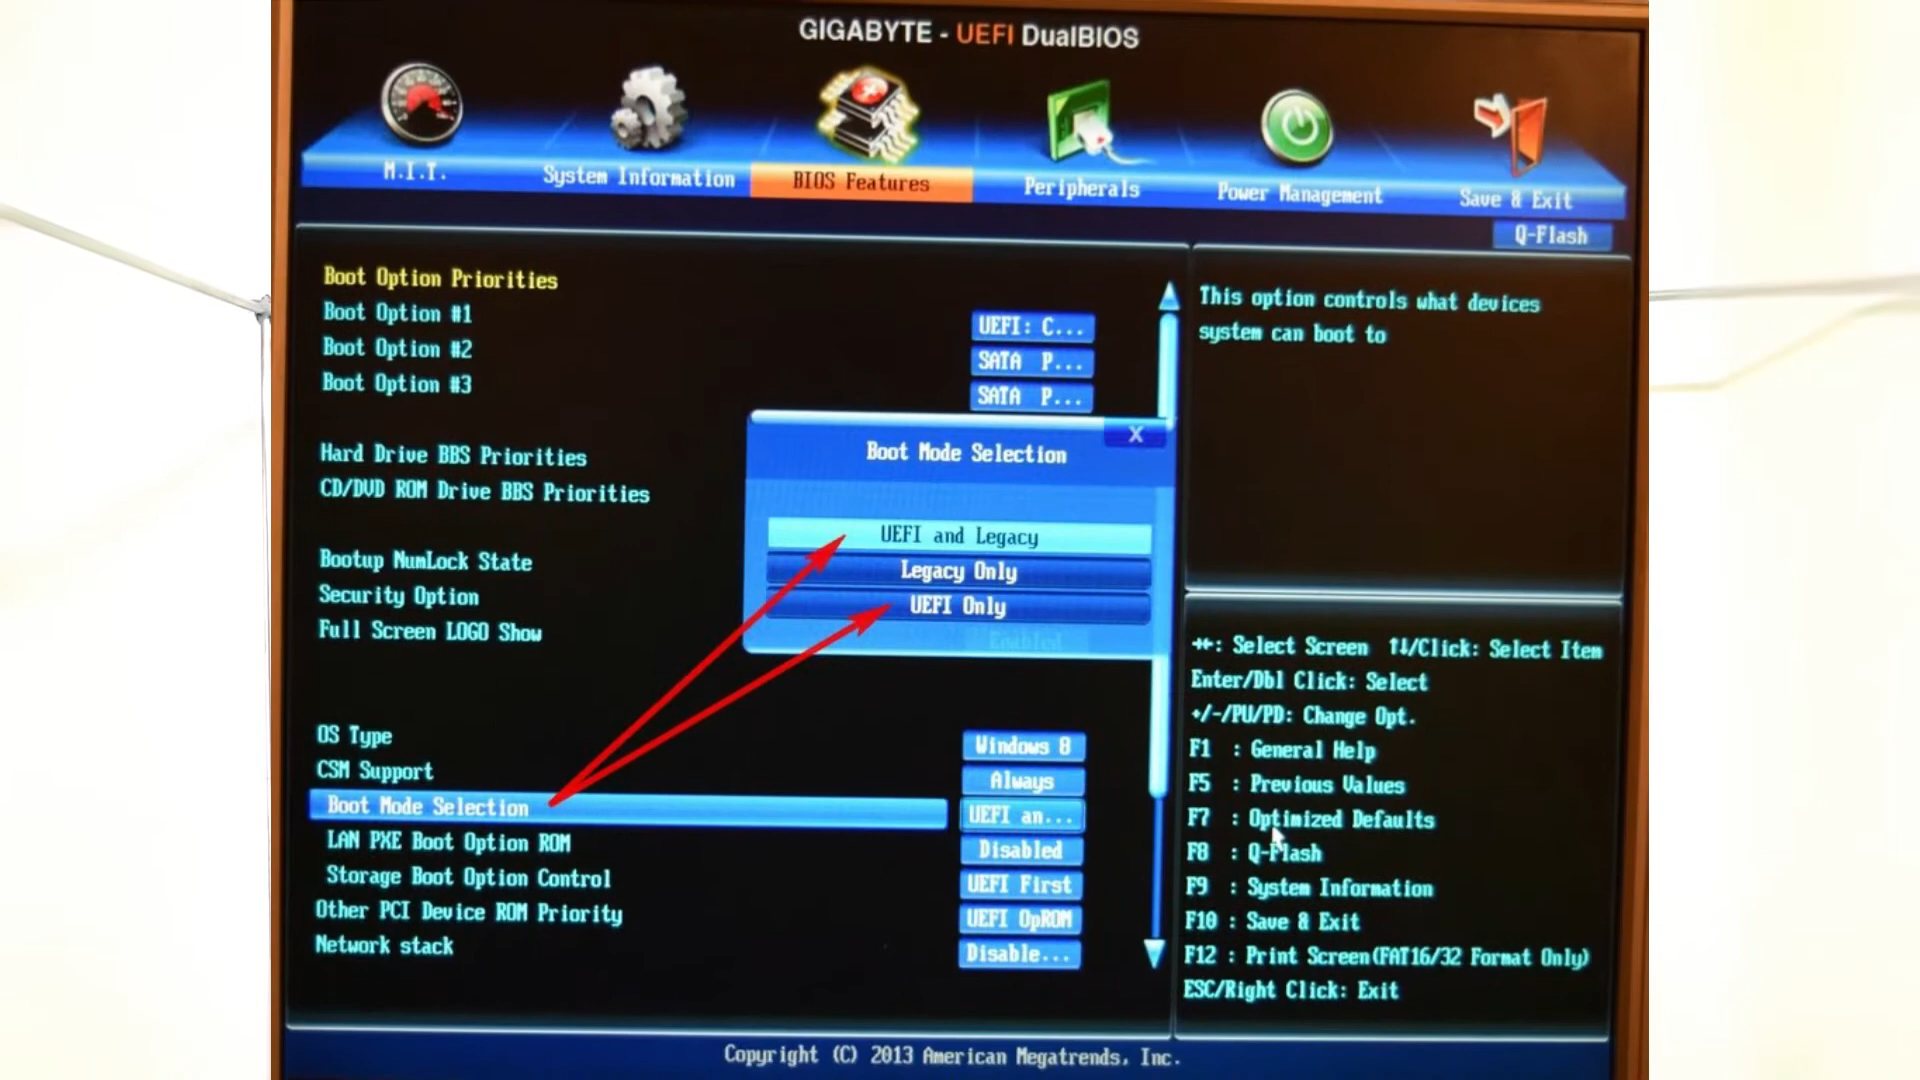 GIGABYTE - UEFI DualBIOS
M.I.T.
System Information
BIOS Features
Peripherals
Power Management
Save & Exit
Q-Flash
Boot Option Priorities
Boot Option #1
UEFI: C...
Boot Option #2
SATA P...
Boot Option #3
SATA P...
Hard Drive BBS Priorities
CD/DVD ROM Drive BBS Priorities
Bootup NumLock State
Security Option
Full Screen LOGO Show
Enabled
Boot Mode Selection
X
UEFI and Legacy
Legacy Only
UEFI Only
OS Type
Windows 8
CSM Support
Always
Boot Mode Selection
UEFI an...
LAN PXE Boot Option ROM
Disabled
Storage Boot Option Control
UEFI First
Other PCI Device ROM Priority
UEFI OpROM
Network stack
Disable...
This option controls what devices
system can boot to
→←: Select Screen ↑↓/Click: Select Item
Enter/Dbl Click: Select
+/-/PU/PD: Change Opt.
F1 : General Help
F5 : Previous Values
F7 : Optimized Defaults
F8 : Q-Flash
F9 : System Information
F10 : Save & Exit
F12 : Print Screen(FAT16/32 Format Only)
ESC/Right Click: Exit
Copyright (C) 2013 American Megatrends, Inc.